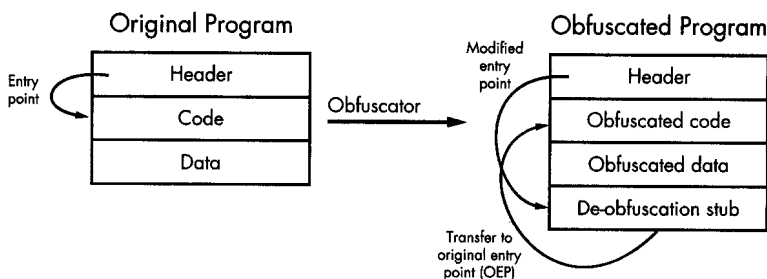 Original Program
Entry
point
Header
Code
Data
Obfuscator
Obfuscated Program
Modified
entry
point
Header
Obfuscated code
Obfuscated data
De-obfuscation stub
Transfer to
original entry
point (OEP)